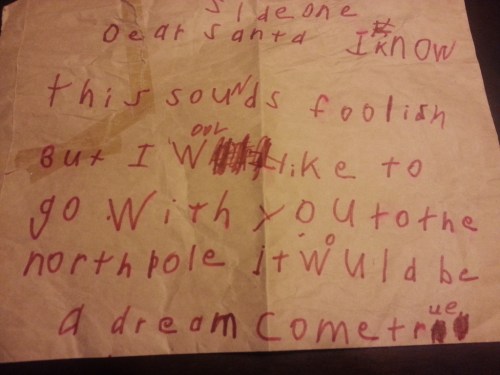 Side one
Dear Santa I know
this sounds foolish
But I Would like to
go With you to the
north pole it Would be
a dream come true